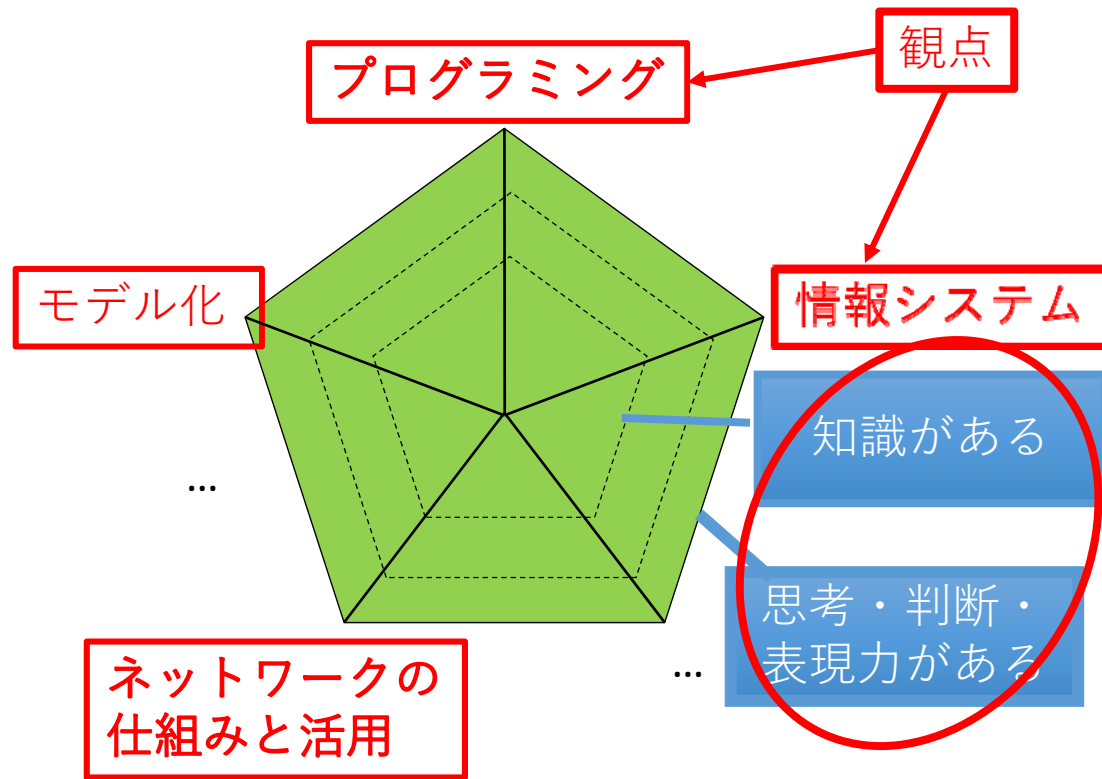 観点
プログラミング
モデル化
情報システム
知識がある
...
思考・判断・
表現力がある
...
ネットワークの
仕組みと活用